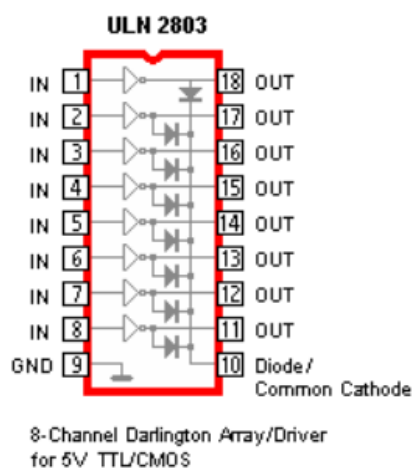 ULN 2803
IN 1 18 OUT
IN 2 17 OUT
IN 3 16 OUT
IN 4 15 OUT
IN 5 14 OUT
IN 6 13 OUT
IN 7 12 OUT
IN 8 11 OUT
GND 9 10 Diode/
Common Cathode
8-Channel Darlington Array/Driver
for 5V TTL/CMOS